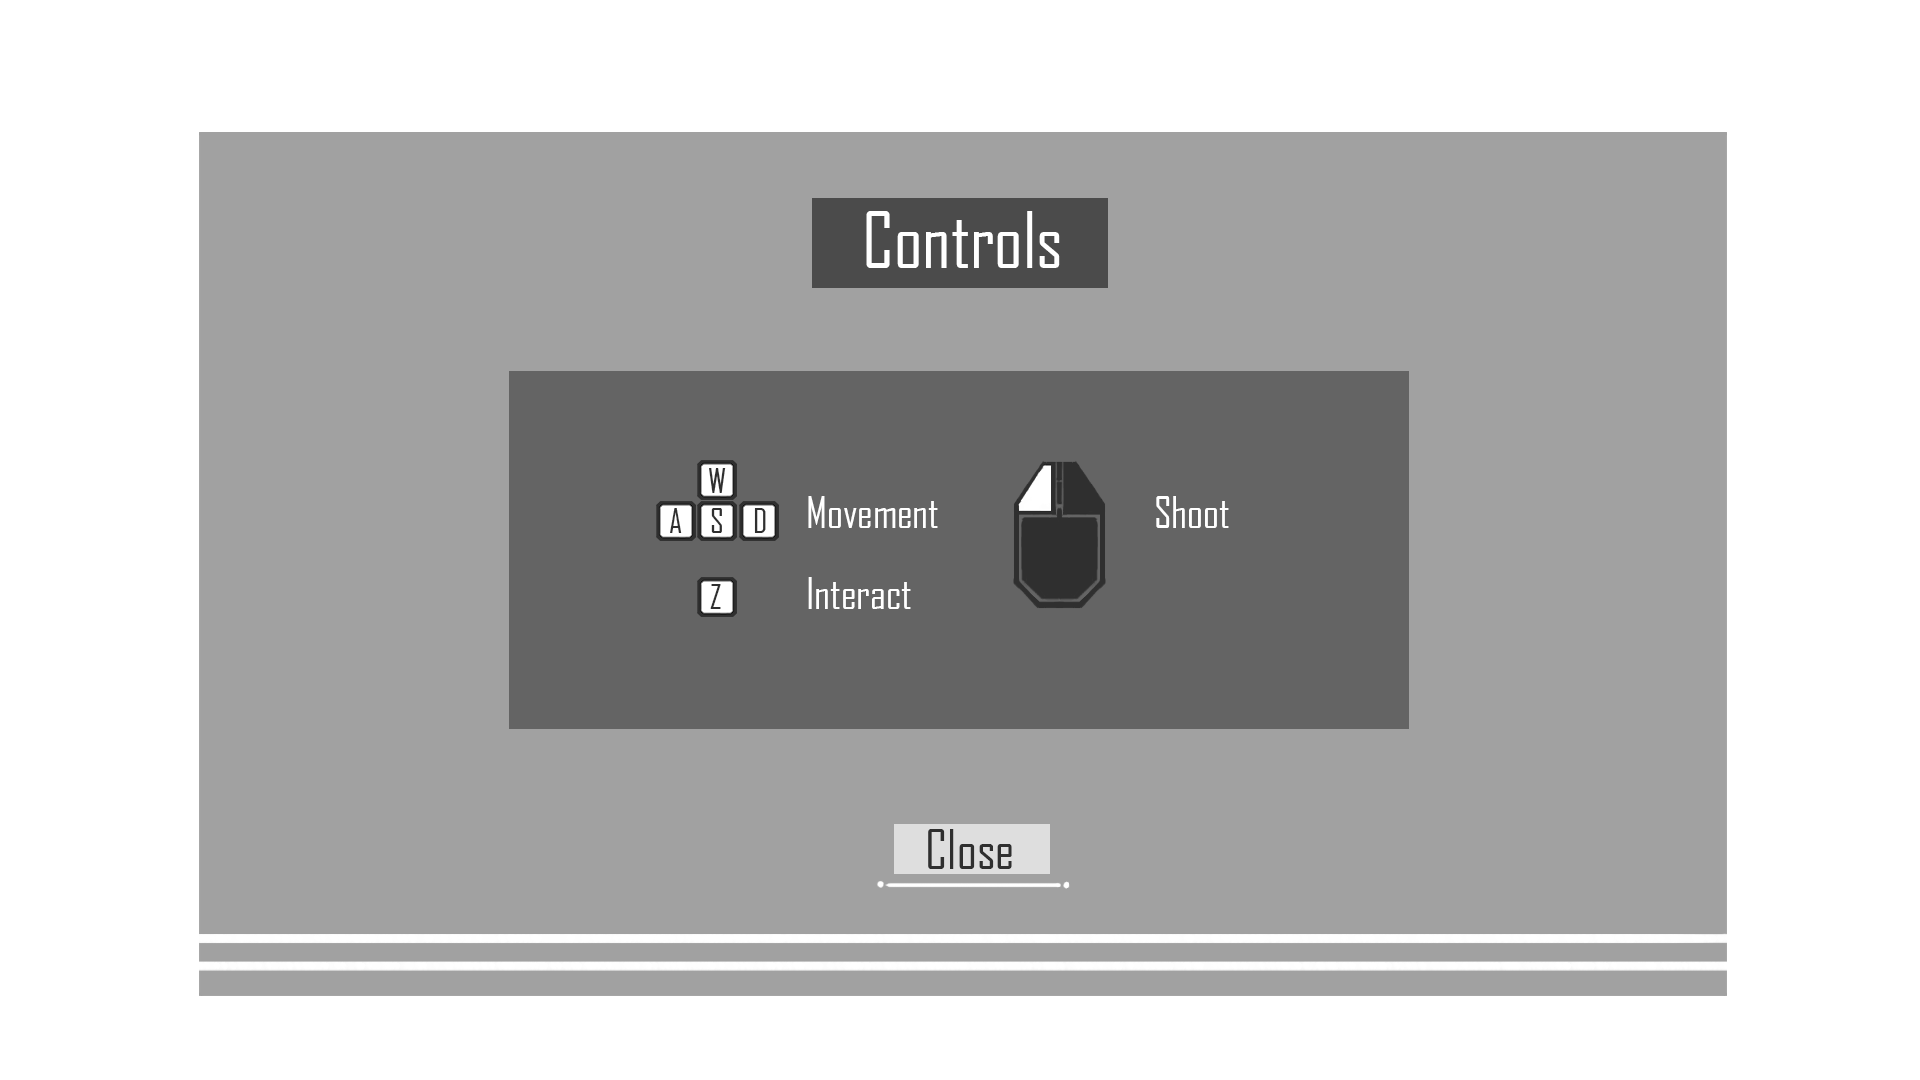 Controls
W
A S D
Movement
Z
Interact
Shoot
Close